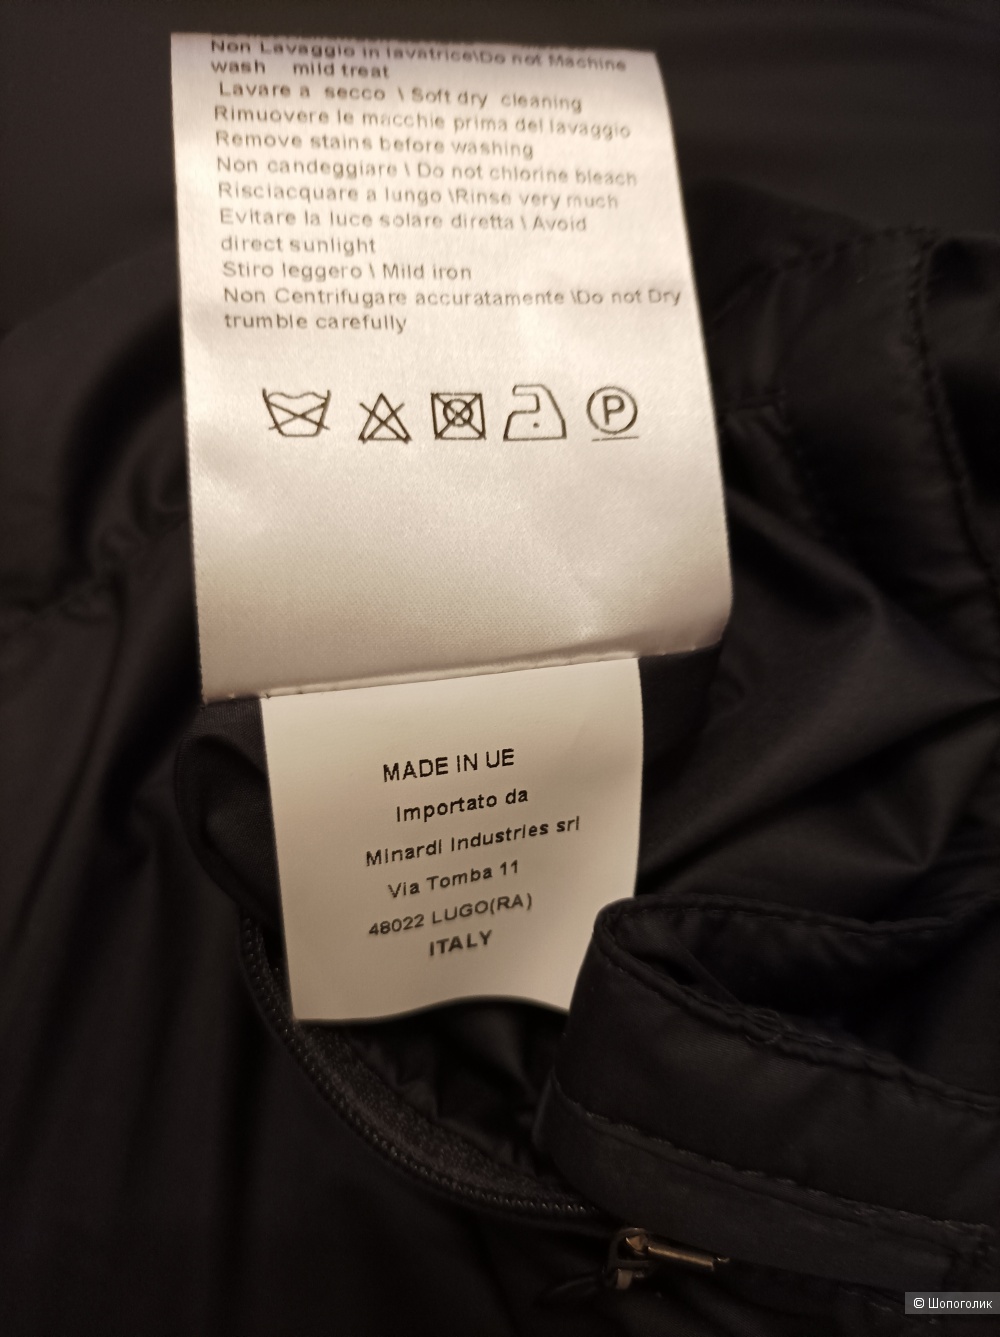 Non Lavaggio in lavatrice\Do not Machine
wash mild treat
Lavare a secco \ Soft dry cleaning
Rimuovere le macchie prima del lavaggio
Remove stains before washing
Non candeggiare \ Do not chlorine bleach
Risciacquare a lungo \Rinse very much
Evitare la luce solare diretta \ Avoid
direct sunlight
Stiro leggero \ Mild iron
Non Centrifugare accuratamente \Do not Dry
trumble carefully
P
MADE IN UE
Importato da
Minardi Industries srl
Via Tomba 11
48022 LUGO(RA)
ITALY
© Шопоголик